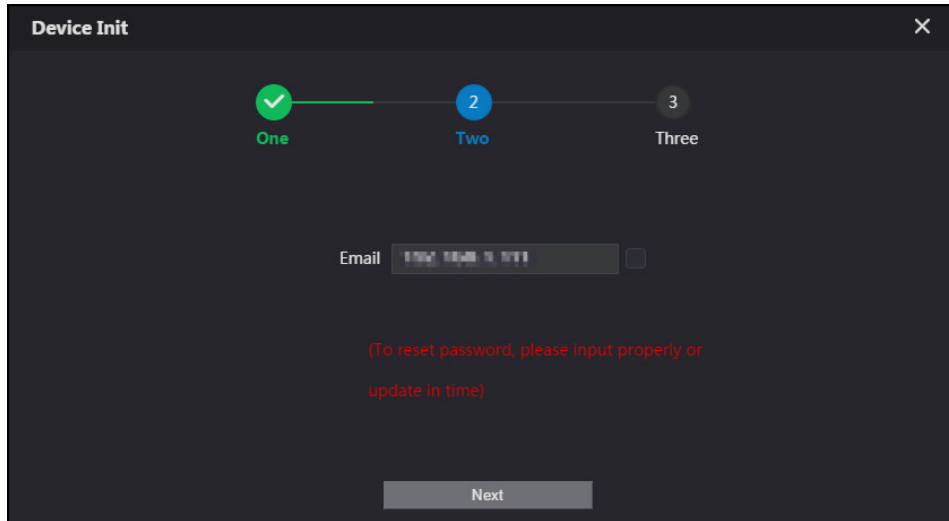 Device Init
2
3
One
Two
Three
Email
(To reset password, please input properly or
update in time)
Next